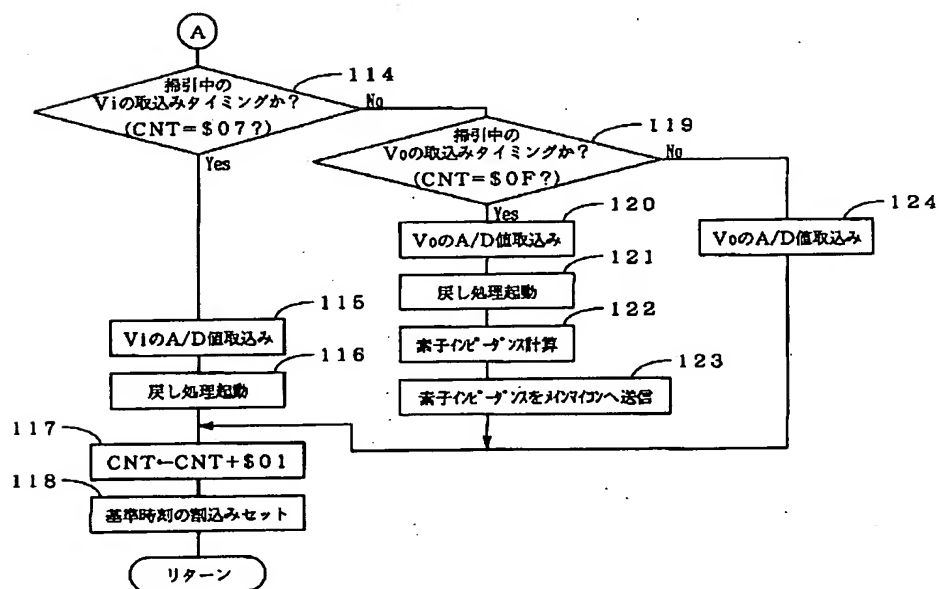 A
114
掃引中の
Viの取込みタイミングか?
(CNT=$07?)
No
Yes
119
掃引中の
Voの取込みタイミングか?
(CNT=$0F?)
No
Yes
120
VoのA/D値取込み
124
VoのA/D値取込み
121
戻し処理起動
122
素子インピーダンス計算
123
素子インピーダンスをメインマイコンへ送信
115
ViのA/D値取込み
116
戻し処理起動
117
CNT←CNT+$01
118
基準時刻の割込みセット
リターン